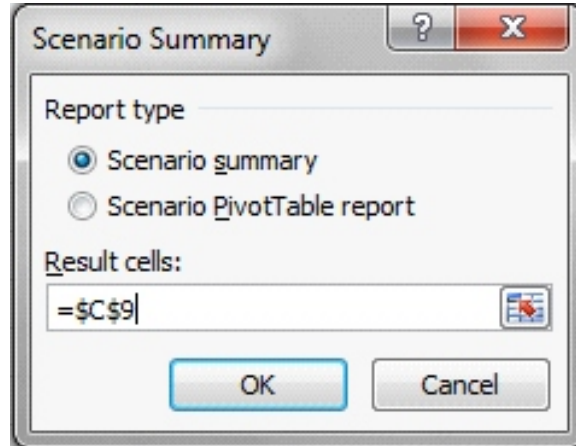 Scenario Summary
?
X
Report type
Scenario summary
Scenario PivotTable report
Result cells:
=$C$9
OK
Cancel